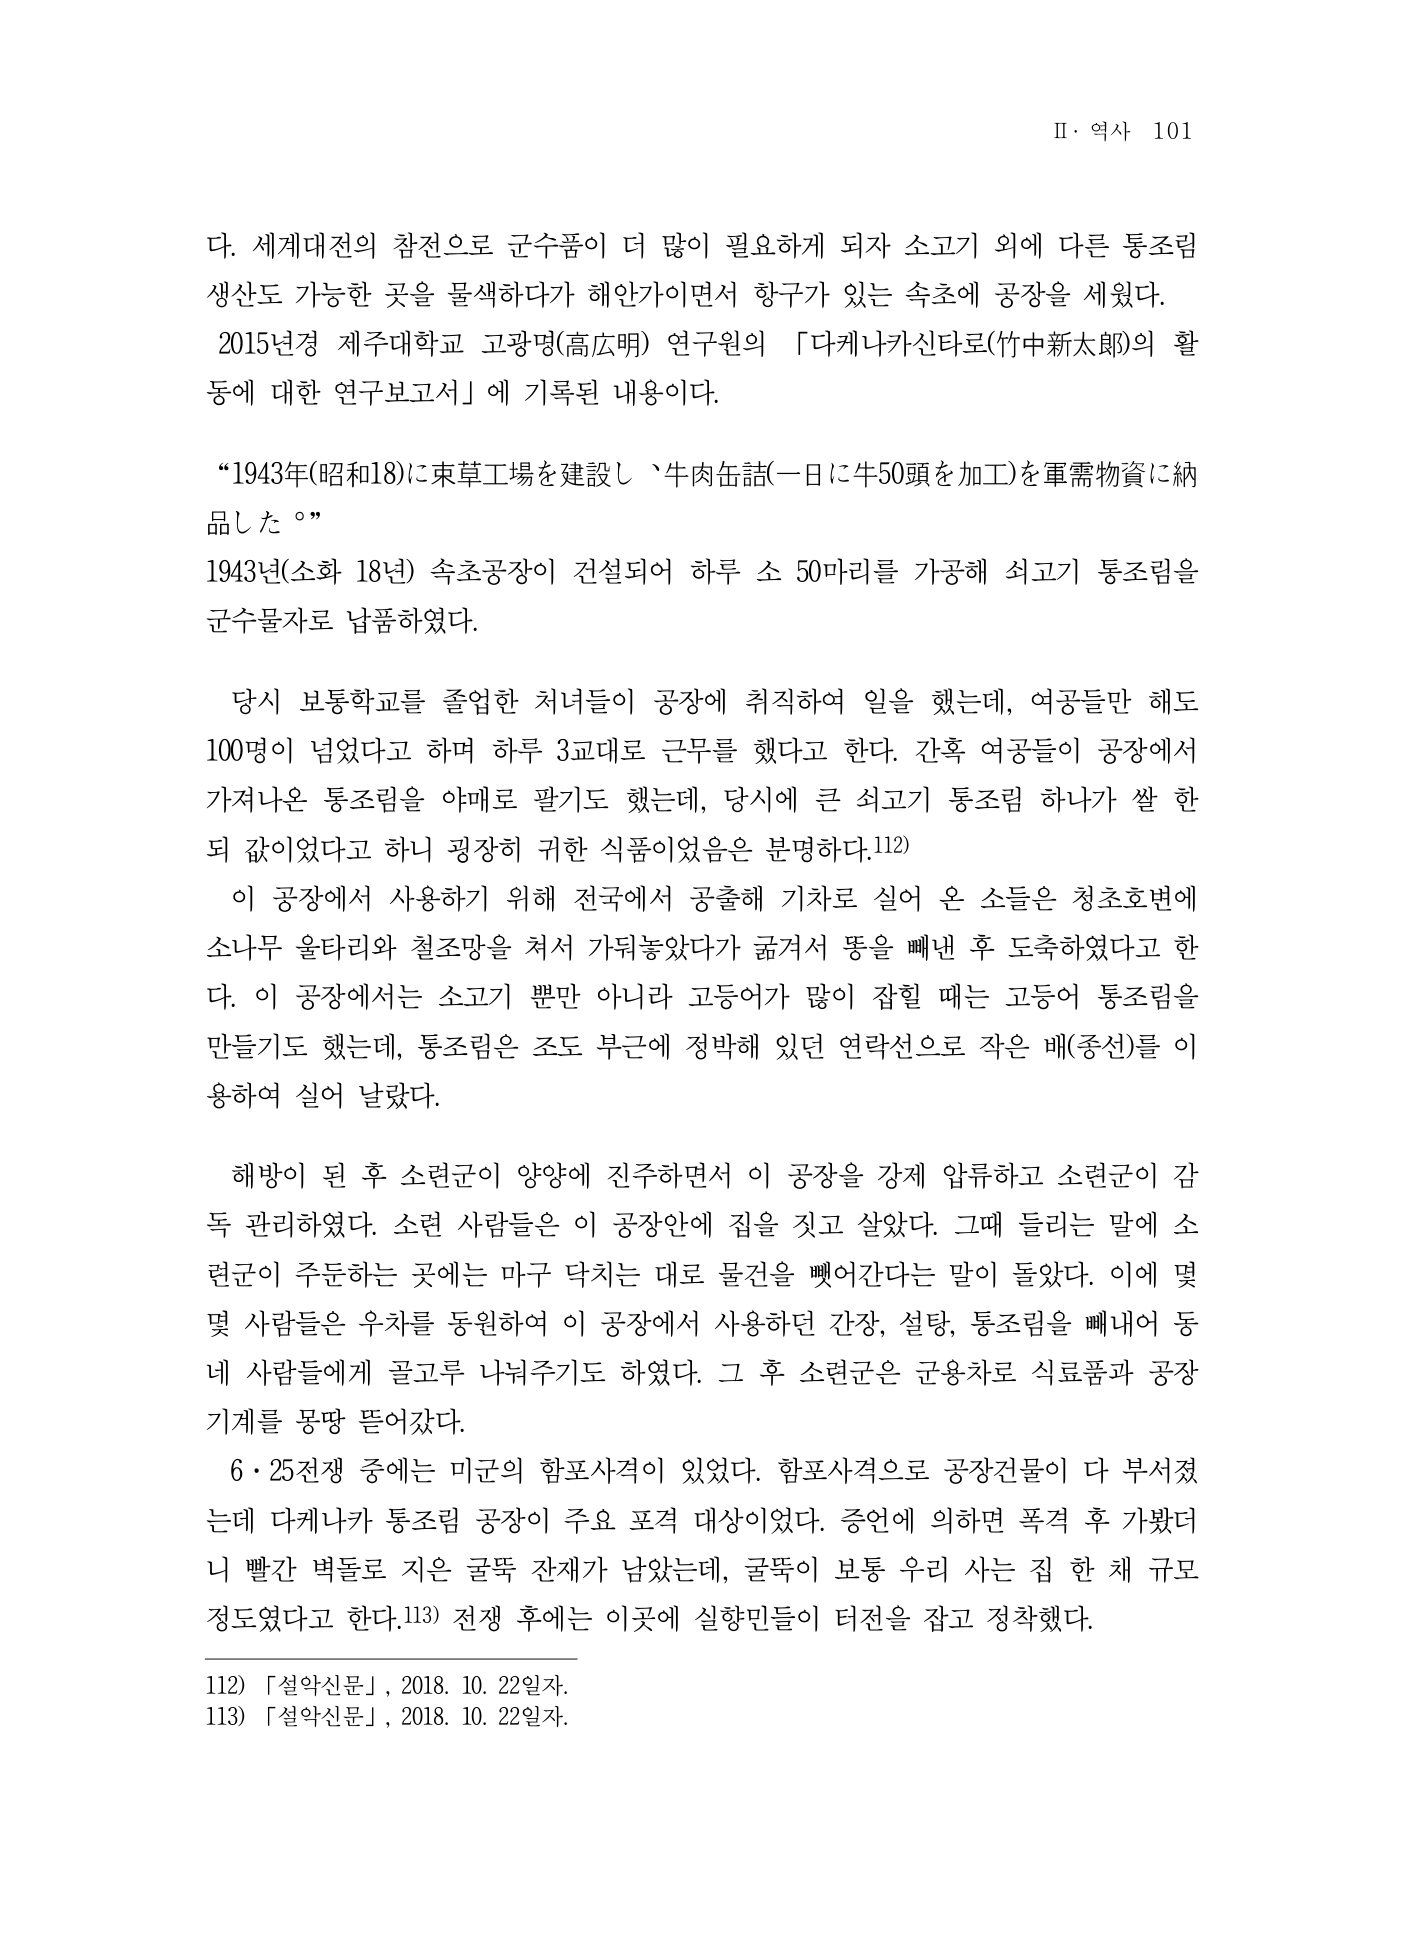 Ⅱ· 역사 101
다. 세계대전의 참전으로 군수품이 더 많이 필요하게 되자 소고기 외에 다른 통조림
생산도 가능한 곳을 물색하다가 해안가이면서 항구가 있는 속초에 공장을 세웠다.
2015년경 제주대학교 고광명(高広明) 연구원의 「다케나카신타로(竹中新太郎)의 활
동에 대한 연구보고서」에 기록된 내용이다.
“1943年(昭和18)に束草工場を建設し、牛肉缶詰(一日に牛50頭を加工)を軍需物資に納
品した。”
1943년(소화 18년) 속초공장이 건설되어 하루 소 50마리를 가공해 쇠고기 통조림을
군수물자로 납품하였다.
당시 보통학교를 졸업한 처녀들이 공장에 취직하여 일을 했는데, 여공들만 해도
100명이 넘었다고 하며 하루 3교대로 근무를 했다고 한다. 간혹 여공들이 공장에서
가져나온 통조림을 야매로 팔기도 했는데, 당시에 큰 쇠고기 통조림 하나가 쌀 한
되 값이었다고 하니 굉장히 귀한 식품이었음은 분명하다.112)
이 공장에서 사용하기 위해 전국에서 공출해 기차로 실어 온 소들은 청초호변에
소나무 울타리와 철조망을 쳐서 가둬놓았다가 굶겨서 똥을 빼낸 후 도축하였다고 한
다. 이 공장에서는 소고기 뿐만 아니라 고등어가 많이 잡힐 때는 고등어 통조림을
만들기도 했는데, 통조림은 조도 부근에 정박해 있던 연락선으로 작은 배(종선)를 이
용하여 실어 날랐다.
해방이 된 후 소련군이 양양에 진주하면서 이 공장을 강제 압류하고 소련군이 감
독 관리하였다. 소련 사람들은 이 공장안에 집을 짓고 살았다. 그때 들리는 말에 소
련군이 주둔하는 곳에는 마구 닥치는 대로 물건을 뺏어간다는 말이 돌았다. 이에 몇
몇 사람들은 우차를 동원하여 이 공장에서 사용하던 간장, 설탕, 통조림을 빼내어 동
네 사람들에게 골고루 나눠주기도 하였다. 그 후 소련군은 군용차로 식료품과 공장
기계를 몽땅 뜯어갔다.
6·25전쟁 중에는 미군의 함포사격이 있었다. 함포사격으로 공장건물이 다 부서졌
는데 다케나카 통조림 공장이 주요 포격 대상이었다. 증언에 의하면 폭격 후 가봤더
니 빨간 벽돌로 지은 굴뚝 잔재가 남았는데, 굴뚝이 보통 우리 사는 집 한 채 규모
정도였다고 한다.113) 전쟁 후에는 이곳에 실향민들이 터전을 잡고 정착했다.
112) 「설악신문」, 2018. 10. 22일자.
113) 「설악신문」, 2018. 10. 22일자.